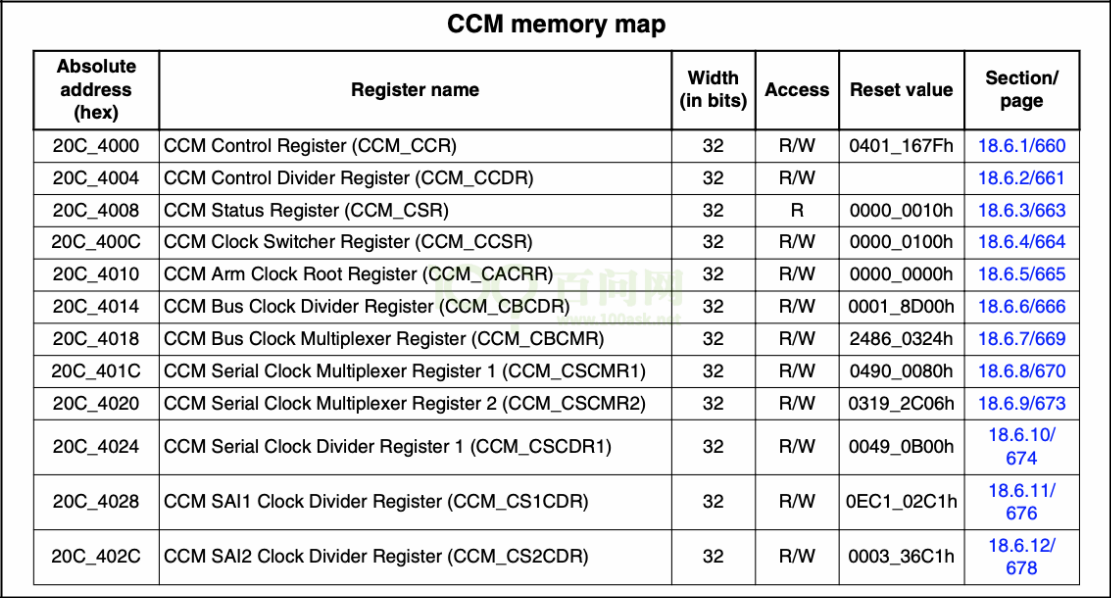 CCM memory map
Absolute address (hex) Register name Width (in bits) Access Reset value Section/ page
20C_4000 CCM Control Register (CCM_CCR) 32 R/W 0401_167Fh 18.6.1/660
20C_4004 CCM Control Divider Register (CCM_CCDR) 32 R/W 18.6.2/661
20C_4008 CCM Status Register (CCM_CSR) 32 R 0000_0010h 18.6.3/663
20C_400C CCM Clock Switcher Register (CCM_CCSR) 32 R/W 0000_0100h 18.6.4/664
20C_4010 CCM Arm Clock Root Register (CCM_CACRR) 32 R/W 0000_0000h 18.6.5/665
20C_4014 CCM Bus Clock Divider Register (CCM_CBCDR) 32 R/W 0001_8D00h 18.6.6/666
20C_4018 CCM Bus Clock Multiplexer Register (CCM_CBCMR) 32 R/W 2486_0324h 18.6.7/669
20C_401C CCM Serial Clock Multiplexer Register 1 (CCM_CSCMR1) 32 R/W 0490_0080h 18.6.8/670
20C_4020 CCM Serial Clock Multiplexer Register 2 (CCM_CSCMR2) 32 R/W 0319_2C06h 18.6.9/673
20C_4024 CCM Serial Clock Divider Register 1 (CCM_CSCDR1) 32 R/W 0049_0B00h 18.6.10/ 674
20C_4028 CCM SAI1 Clock Divider Register (CCM_CS1CDR) 32 R/W 0EC1_02C1h 18.6.11/ 676
20C_402C CCM SAI2 Clock Divider Register (CCM_CS2CDR) 32 R/W 0003_36C1h 18.6.12/ 678
百问网
www.100ask.net